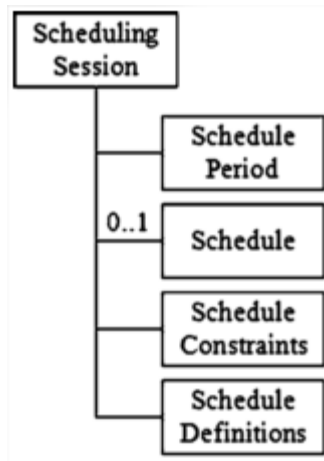 Scheduling
Session
Schedule
Period
0..1
Schedule
Schedule
Constraints
Schedule
Definitions